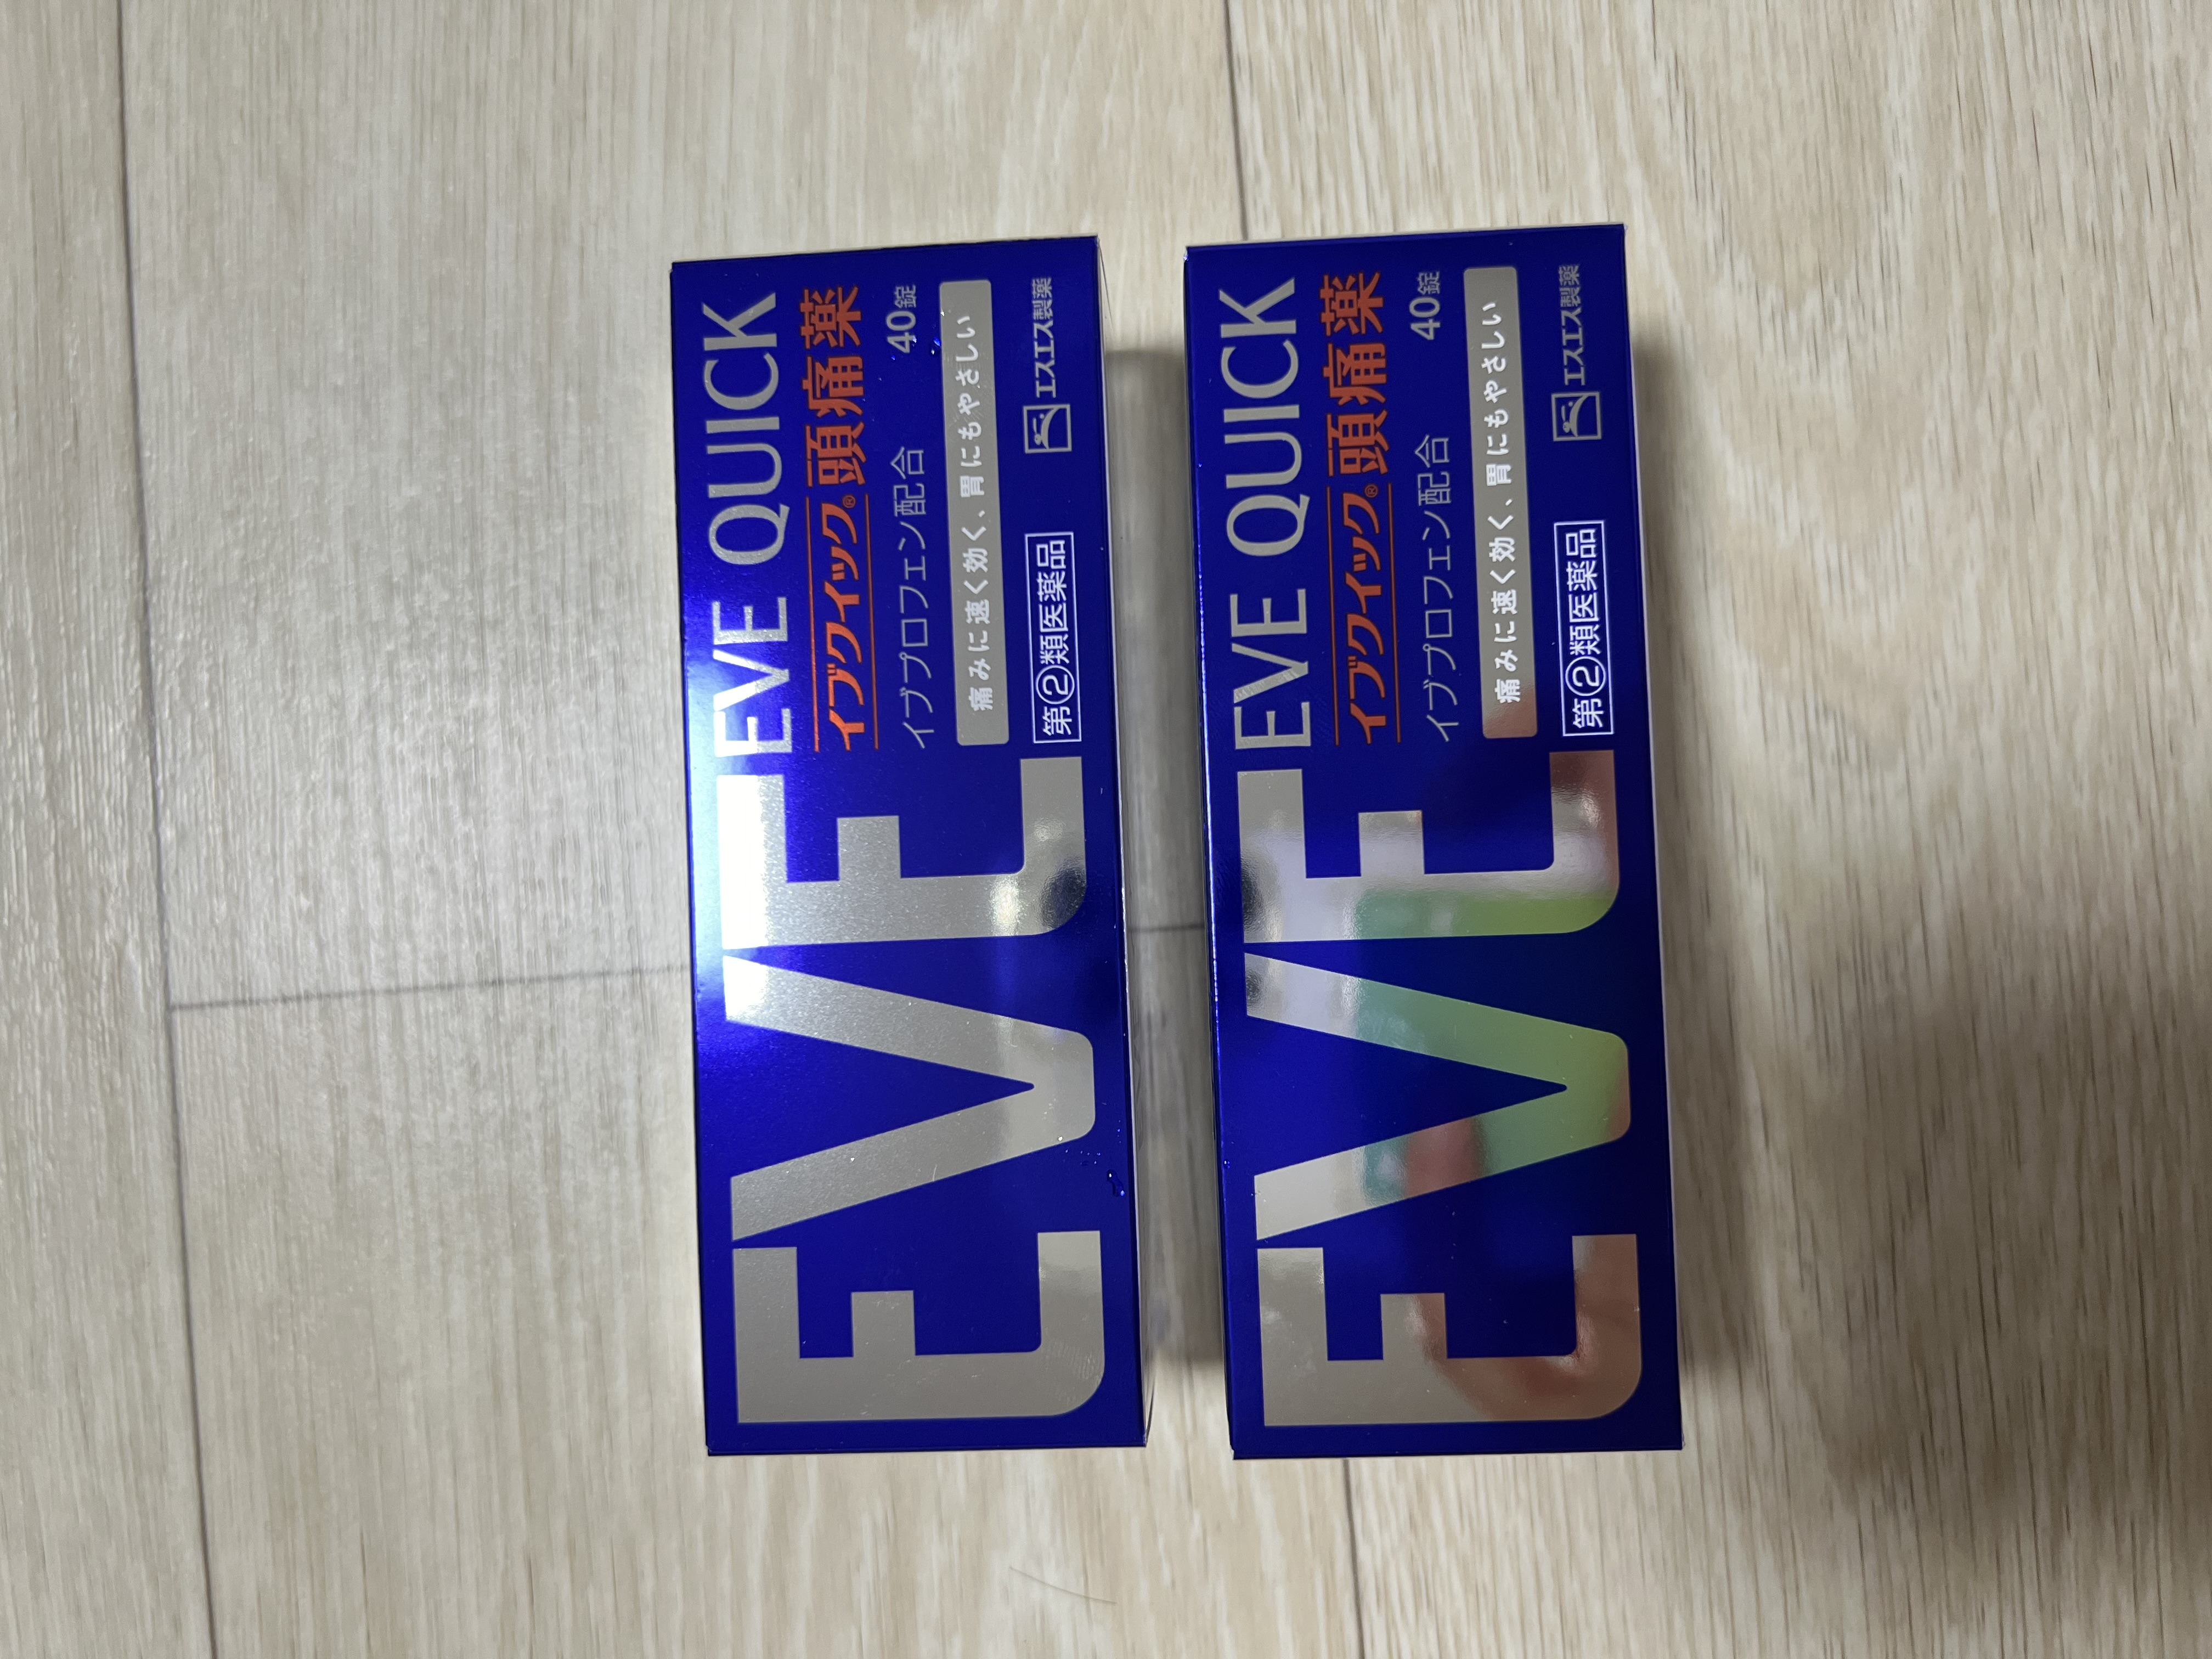 EVE
EVE QUICK
イブクイック®頭痛薬
イブプロフェン配合 40錠
痛みに速く効く、胃にもやさしい
第②類医薬品 エスエス製薬
EVE
EVE QUICK
イブクイック®頭痛薬
イブプロフェン配合 40錠
痛みに速く効く、胃にもやさしい
第②類医薬品 エスエス製薬